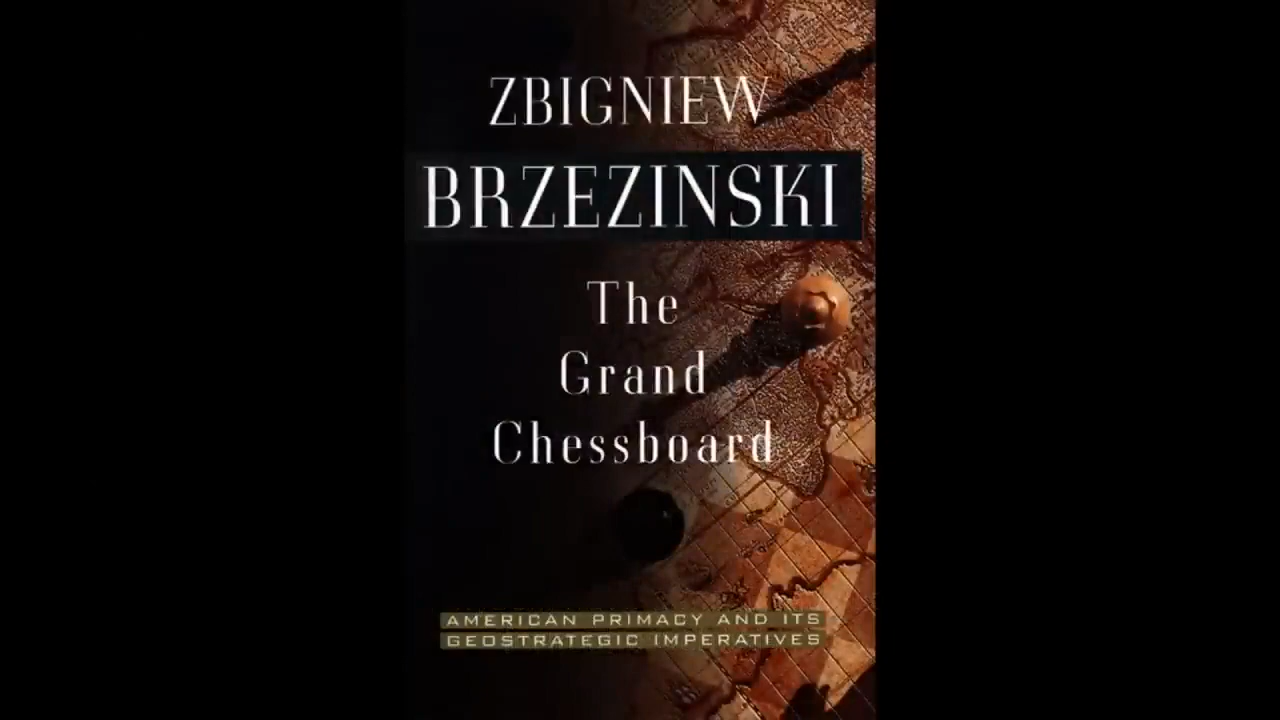 ZBIGNIEW
BRZEZINSKI
The
Grand
Chessboard
AMERICAN PRIMACY AND ITS
GEOSTRATEGIC IMPERATIVES